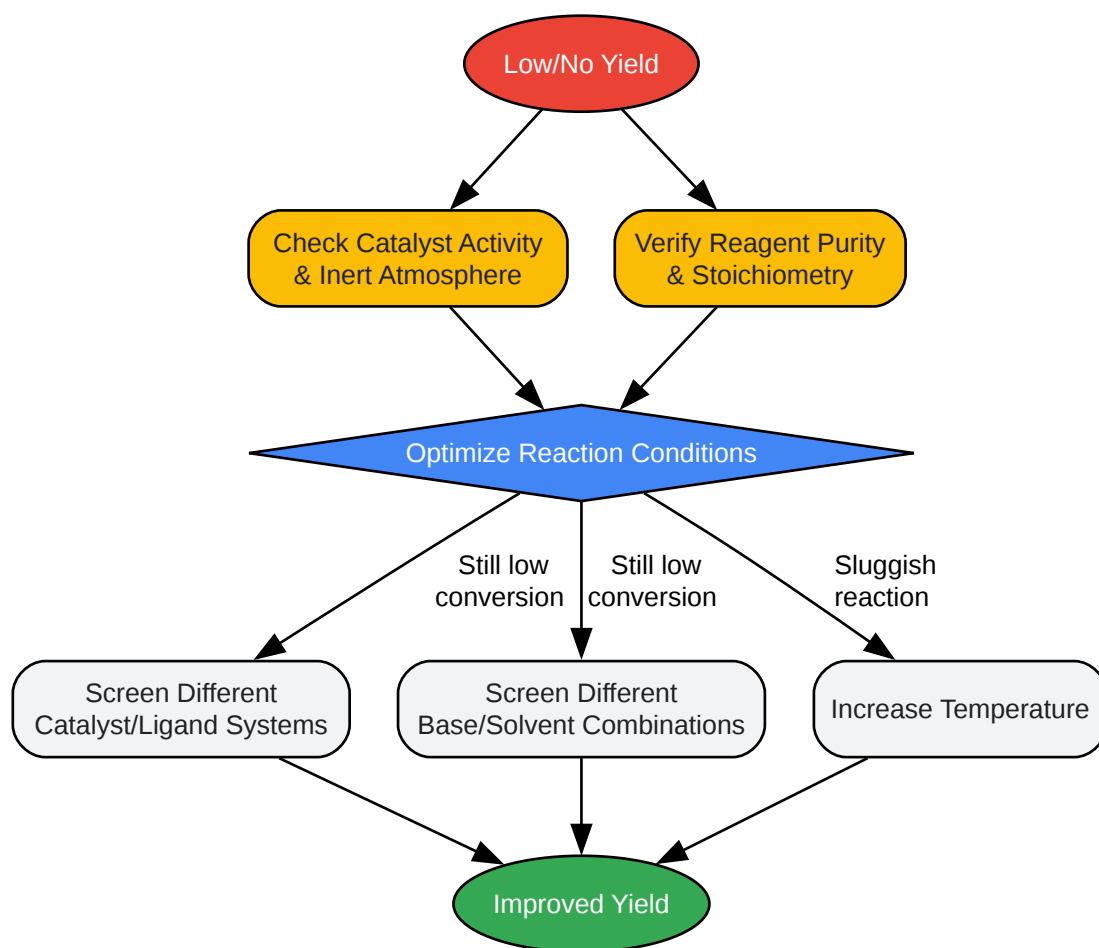 Low/No Yield
Check Catalyst Activity
& Inert Atmosphere
Verify Reagent Purity
& Stoichiometry
Optimize Reaction Conditions
Still low
conversion
Still low
conversion
Sluggish
reaction
Screen Different
Catalyst/Ligand Systems
Screen Different
Base/Solvent Combinations
Increase Temperature
Improved Yield